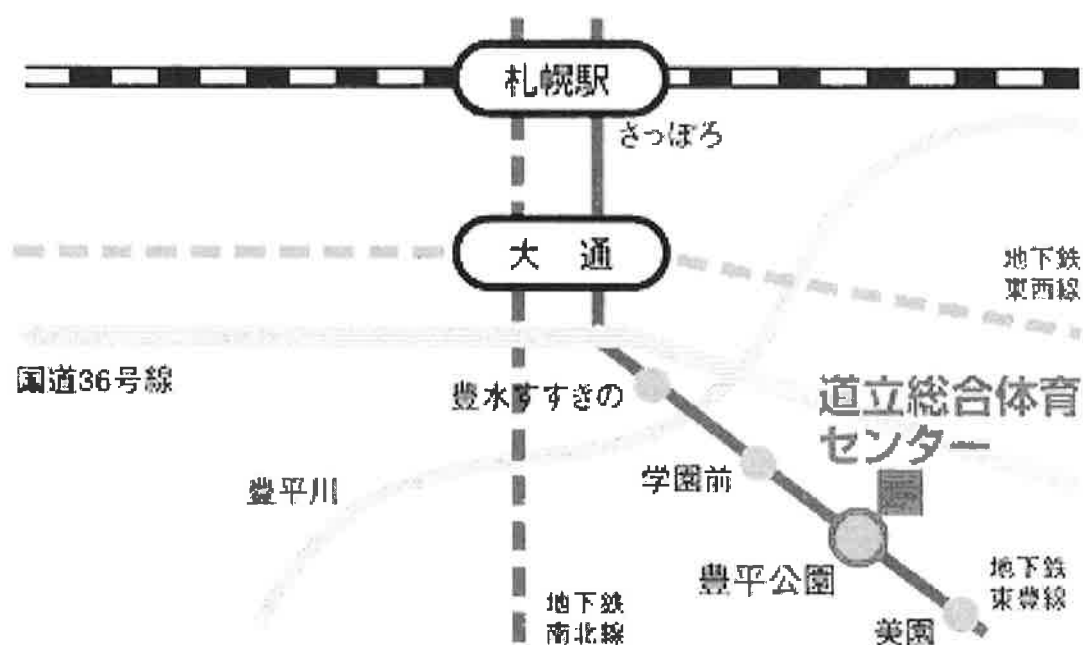 札幌駅
さっぽろ
大 通
地下鉄
東西線
国道36号線
豊水すすきの
道立総合体育
センター
学園前
豊平川
豊平公園
地下鉄
東豊線
地下鉄
南北線
美園